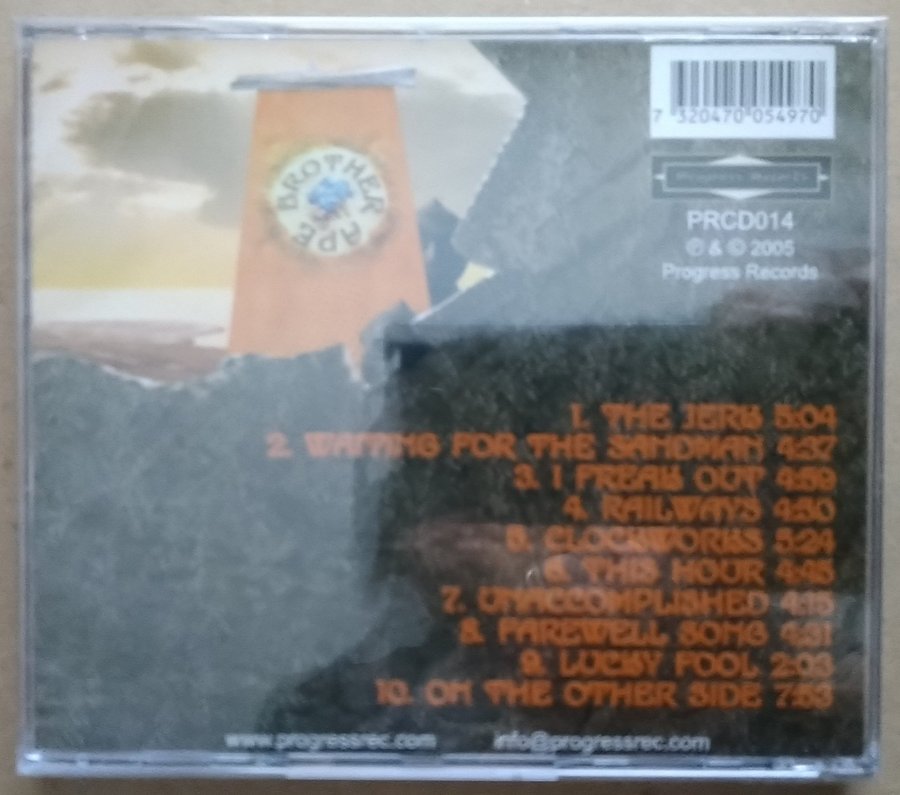 BROTHER APE
7 320470 054970
Progress Records
PRCD014
℗ & © 2005
Progress Records
1. THE JERK 5:04
2. WAITING FOR THE SANDMAN 4:37
3. I FREAK OUT 4:59
4. RAILWAYS 4:30
5. CLOCKWORKS 5:24
6. THIS HOUR 4:45
7. UNACCOMPLISHED
8. FAREWELL SONG 4:31
9. LUCKY FOOL 2:03
10. ON THE OTHER SIDE 7:53
www.progressrec.com info@progressrec.com